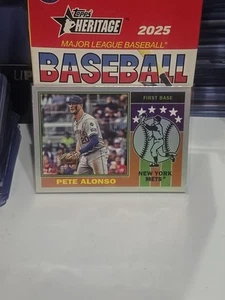 Topps
HERITAGE
2025
MAJOR LEAGUE BASEBALL®
BASEBALL
FIRST BASE
PETE ALONSO
NEW YORK
METS®